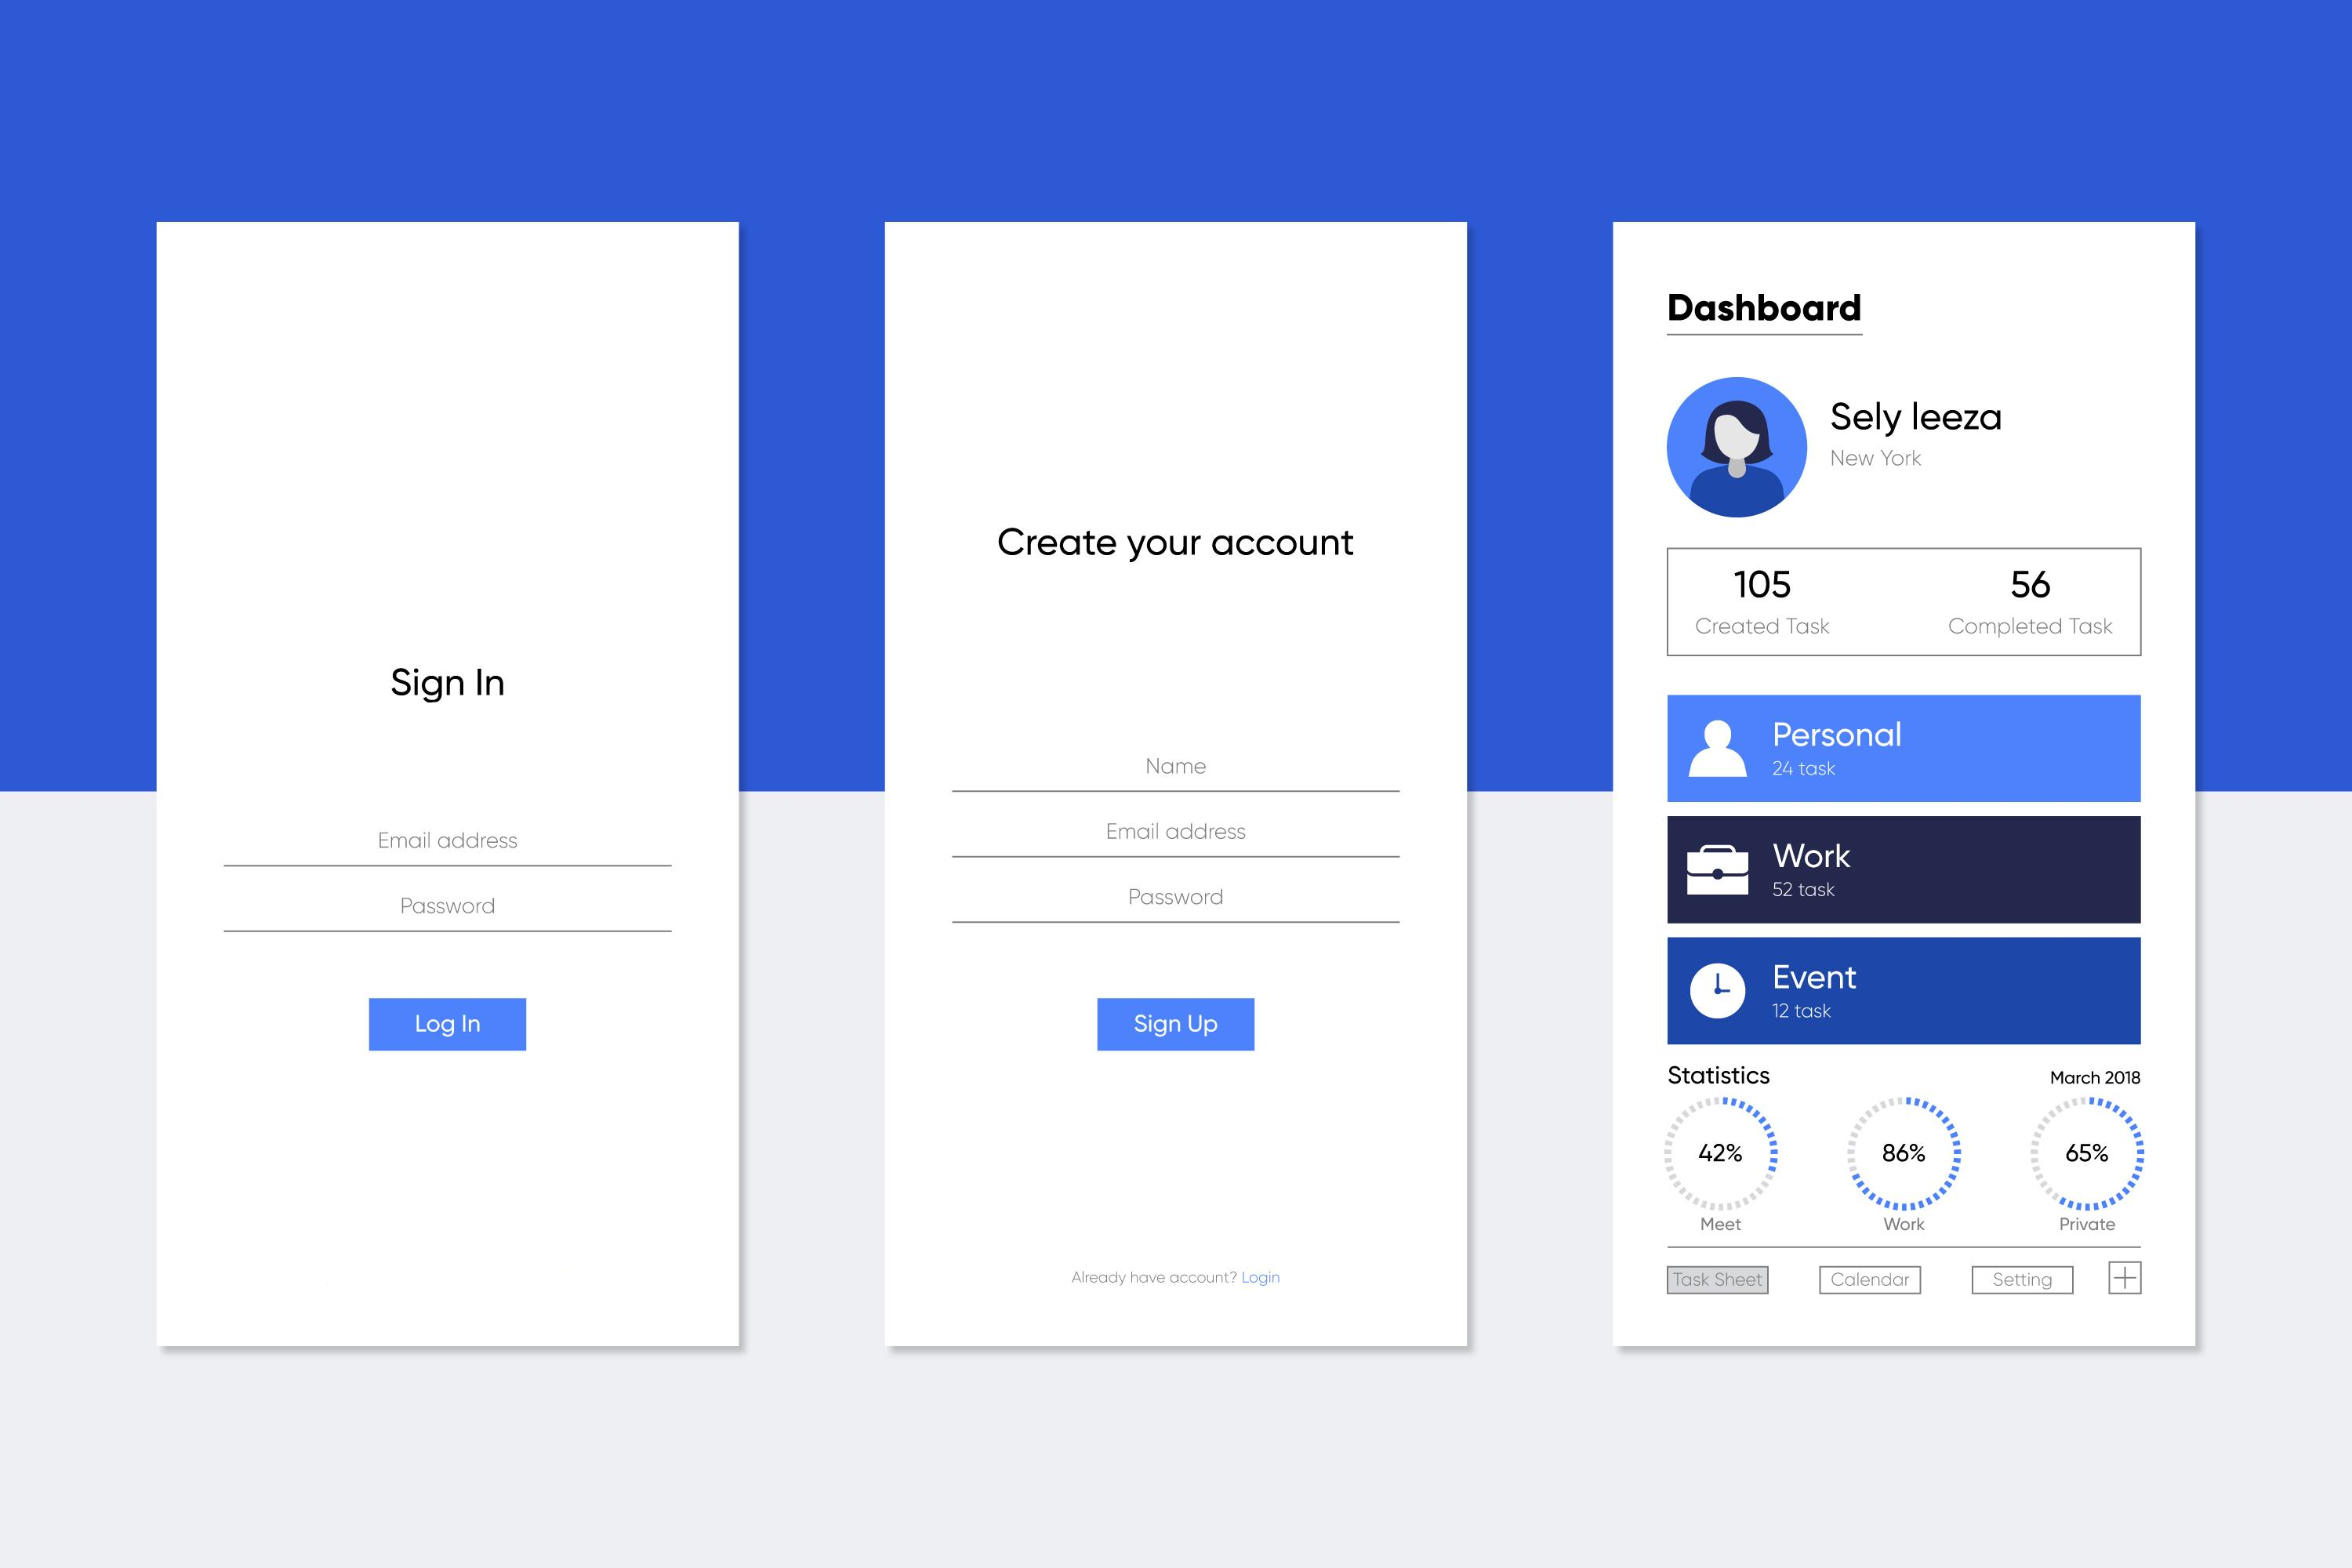 Sign In
Email address
Password
Log In
Create your account
Name
Email address
Password
Sign Up
Already have account? Login
Dashboard
Sely leeza
New York
105
Created Task
56
Completed Task
Personal
24 task
Work
52 task
Event
12 task
Statistics
March 2018
42%
Meet
86%
Work
65%
Private
Task Sheet
Calendar
Setting